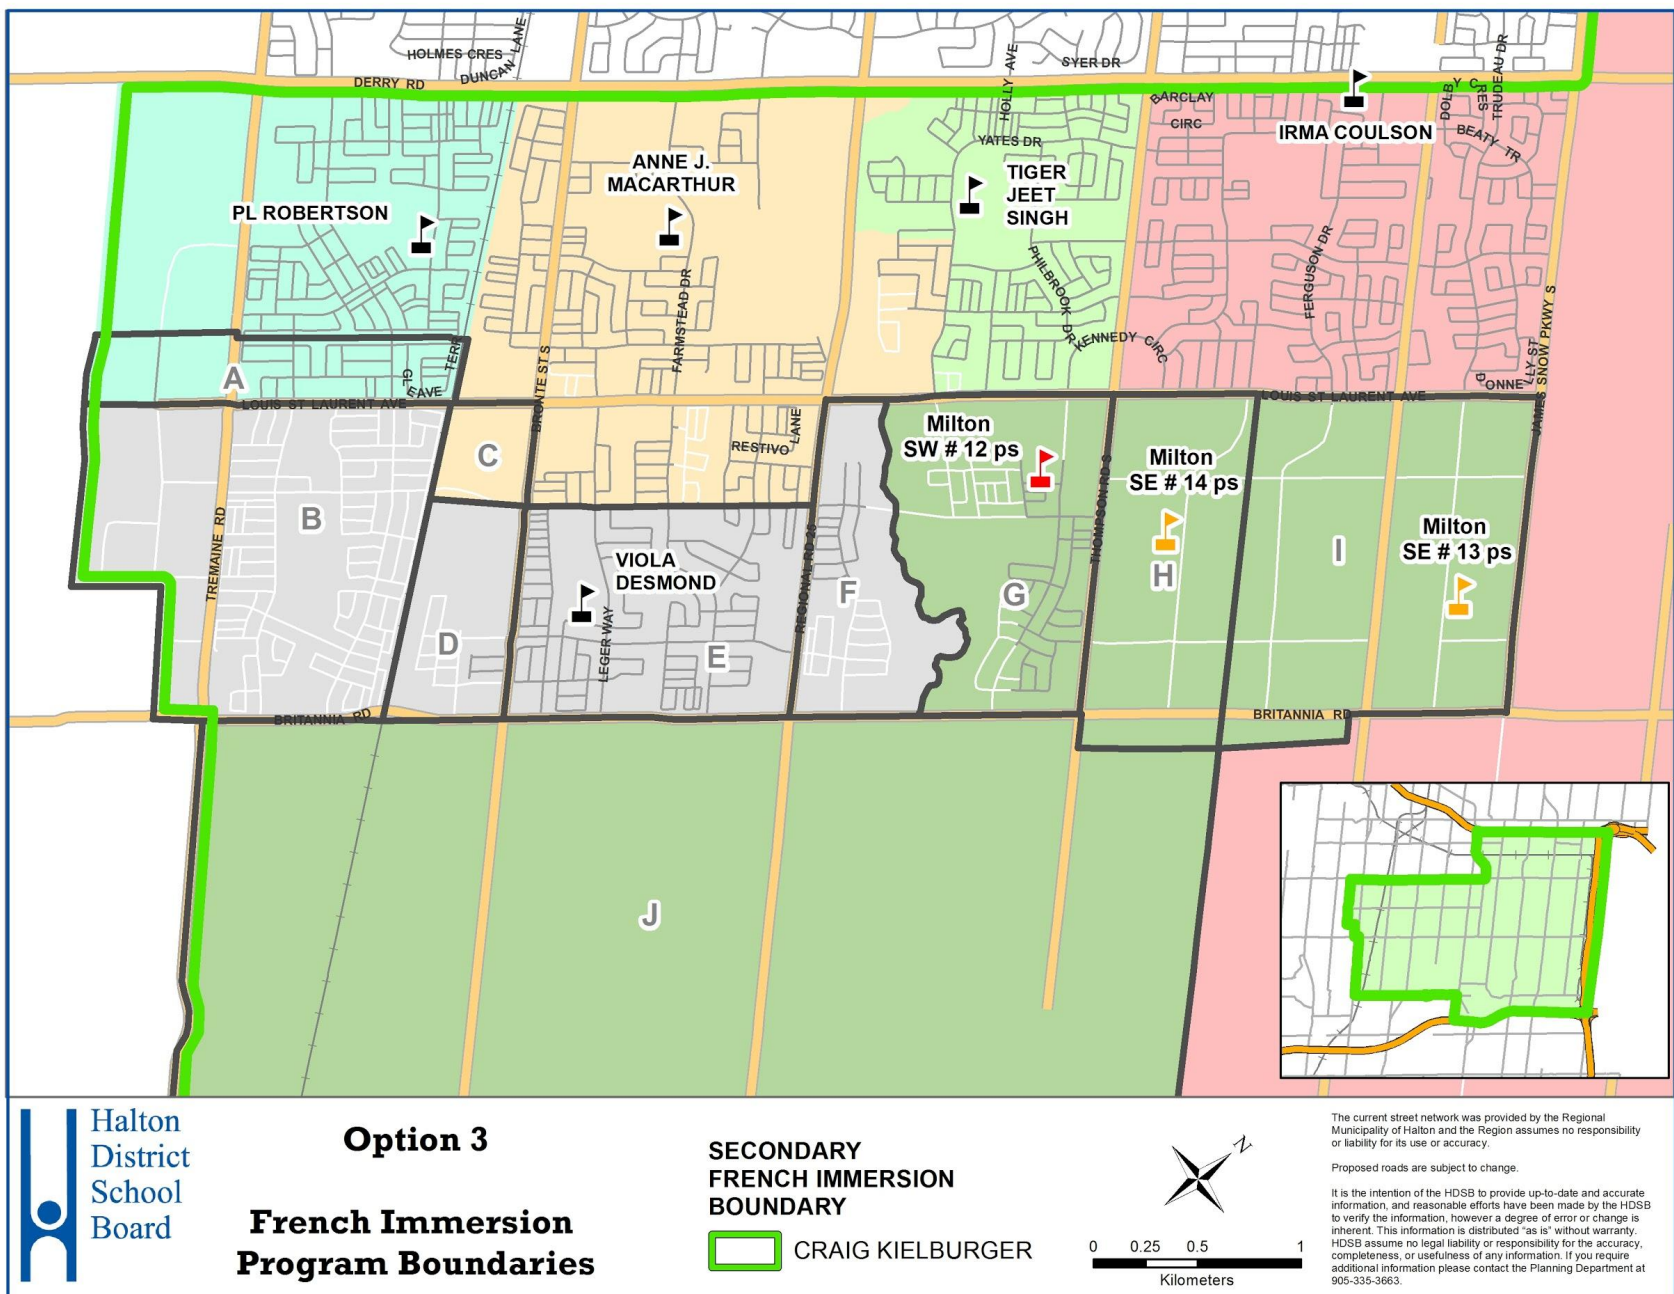 HOLMES CRES
DUNCAN LANE
DERRY RD
HOLLY AVE
SYER DR
BARCLAY
CIRC
DOLBY CRES
TRUDEAU DR
BEATY TR
IRMA COULSON
YATES DR
ANNE J.
MACARTHUR
TIGER
JEET
SINGH
PL ROBERTSON
PHILBROOK DR
FERGUSON DR
FARMSTEAD DR
KENNEDY CIRC
JAMES SNOW PKWY S
DONNELLY ST
BRONTE ST S
GLEAVE TERR
A
LOUIS ST LAURENT AVE
LOUIS ST LAURENT AVE
RESTIVO LANE
C
Milton
SW # 12 ps
Milton
SE # 14 ps
THOMPSON RD S
B
TREMAINE RD
Milton
SE # 13 ps
VIOLA
DESMOND
REGIONAL RD 25
F
G
H
I
D
LEGER WAY
E
BRITANNIA RD
BRITANNIA RD
J
Halton
District
School
Board
Option 3
French Immersion
Program Boundaries
SECONDARY
FRENCH IMMERSION
BOUNDARY
CRAIG KIELBURGER
N
0 0.25 0.5 1
Kilometers
The current street network was provided by the Regional
Municipality of Halton and the Region assumes no responsibility
or liability for its use or accuracy.
Proposed roads are subject to change.
It is the intention of the HDSB to provide up-to-date and accurate
information, and reasonable efforts have been made by the HDSB
to verify the information, however a degree of error or change is
inherent. This information is distributed "as is" without warranty.
HDSB assume no legal liability or responsibility for the accuracy,
completeness, or usefulness of any information. If you require
additional information please contact the Planning Department at
905-335-3663.